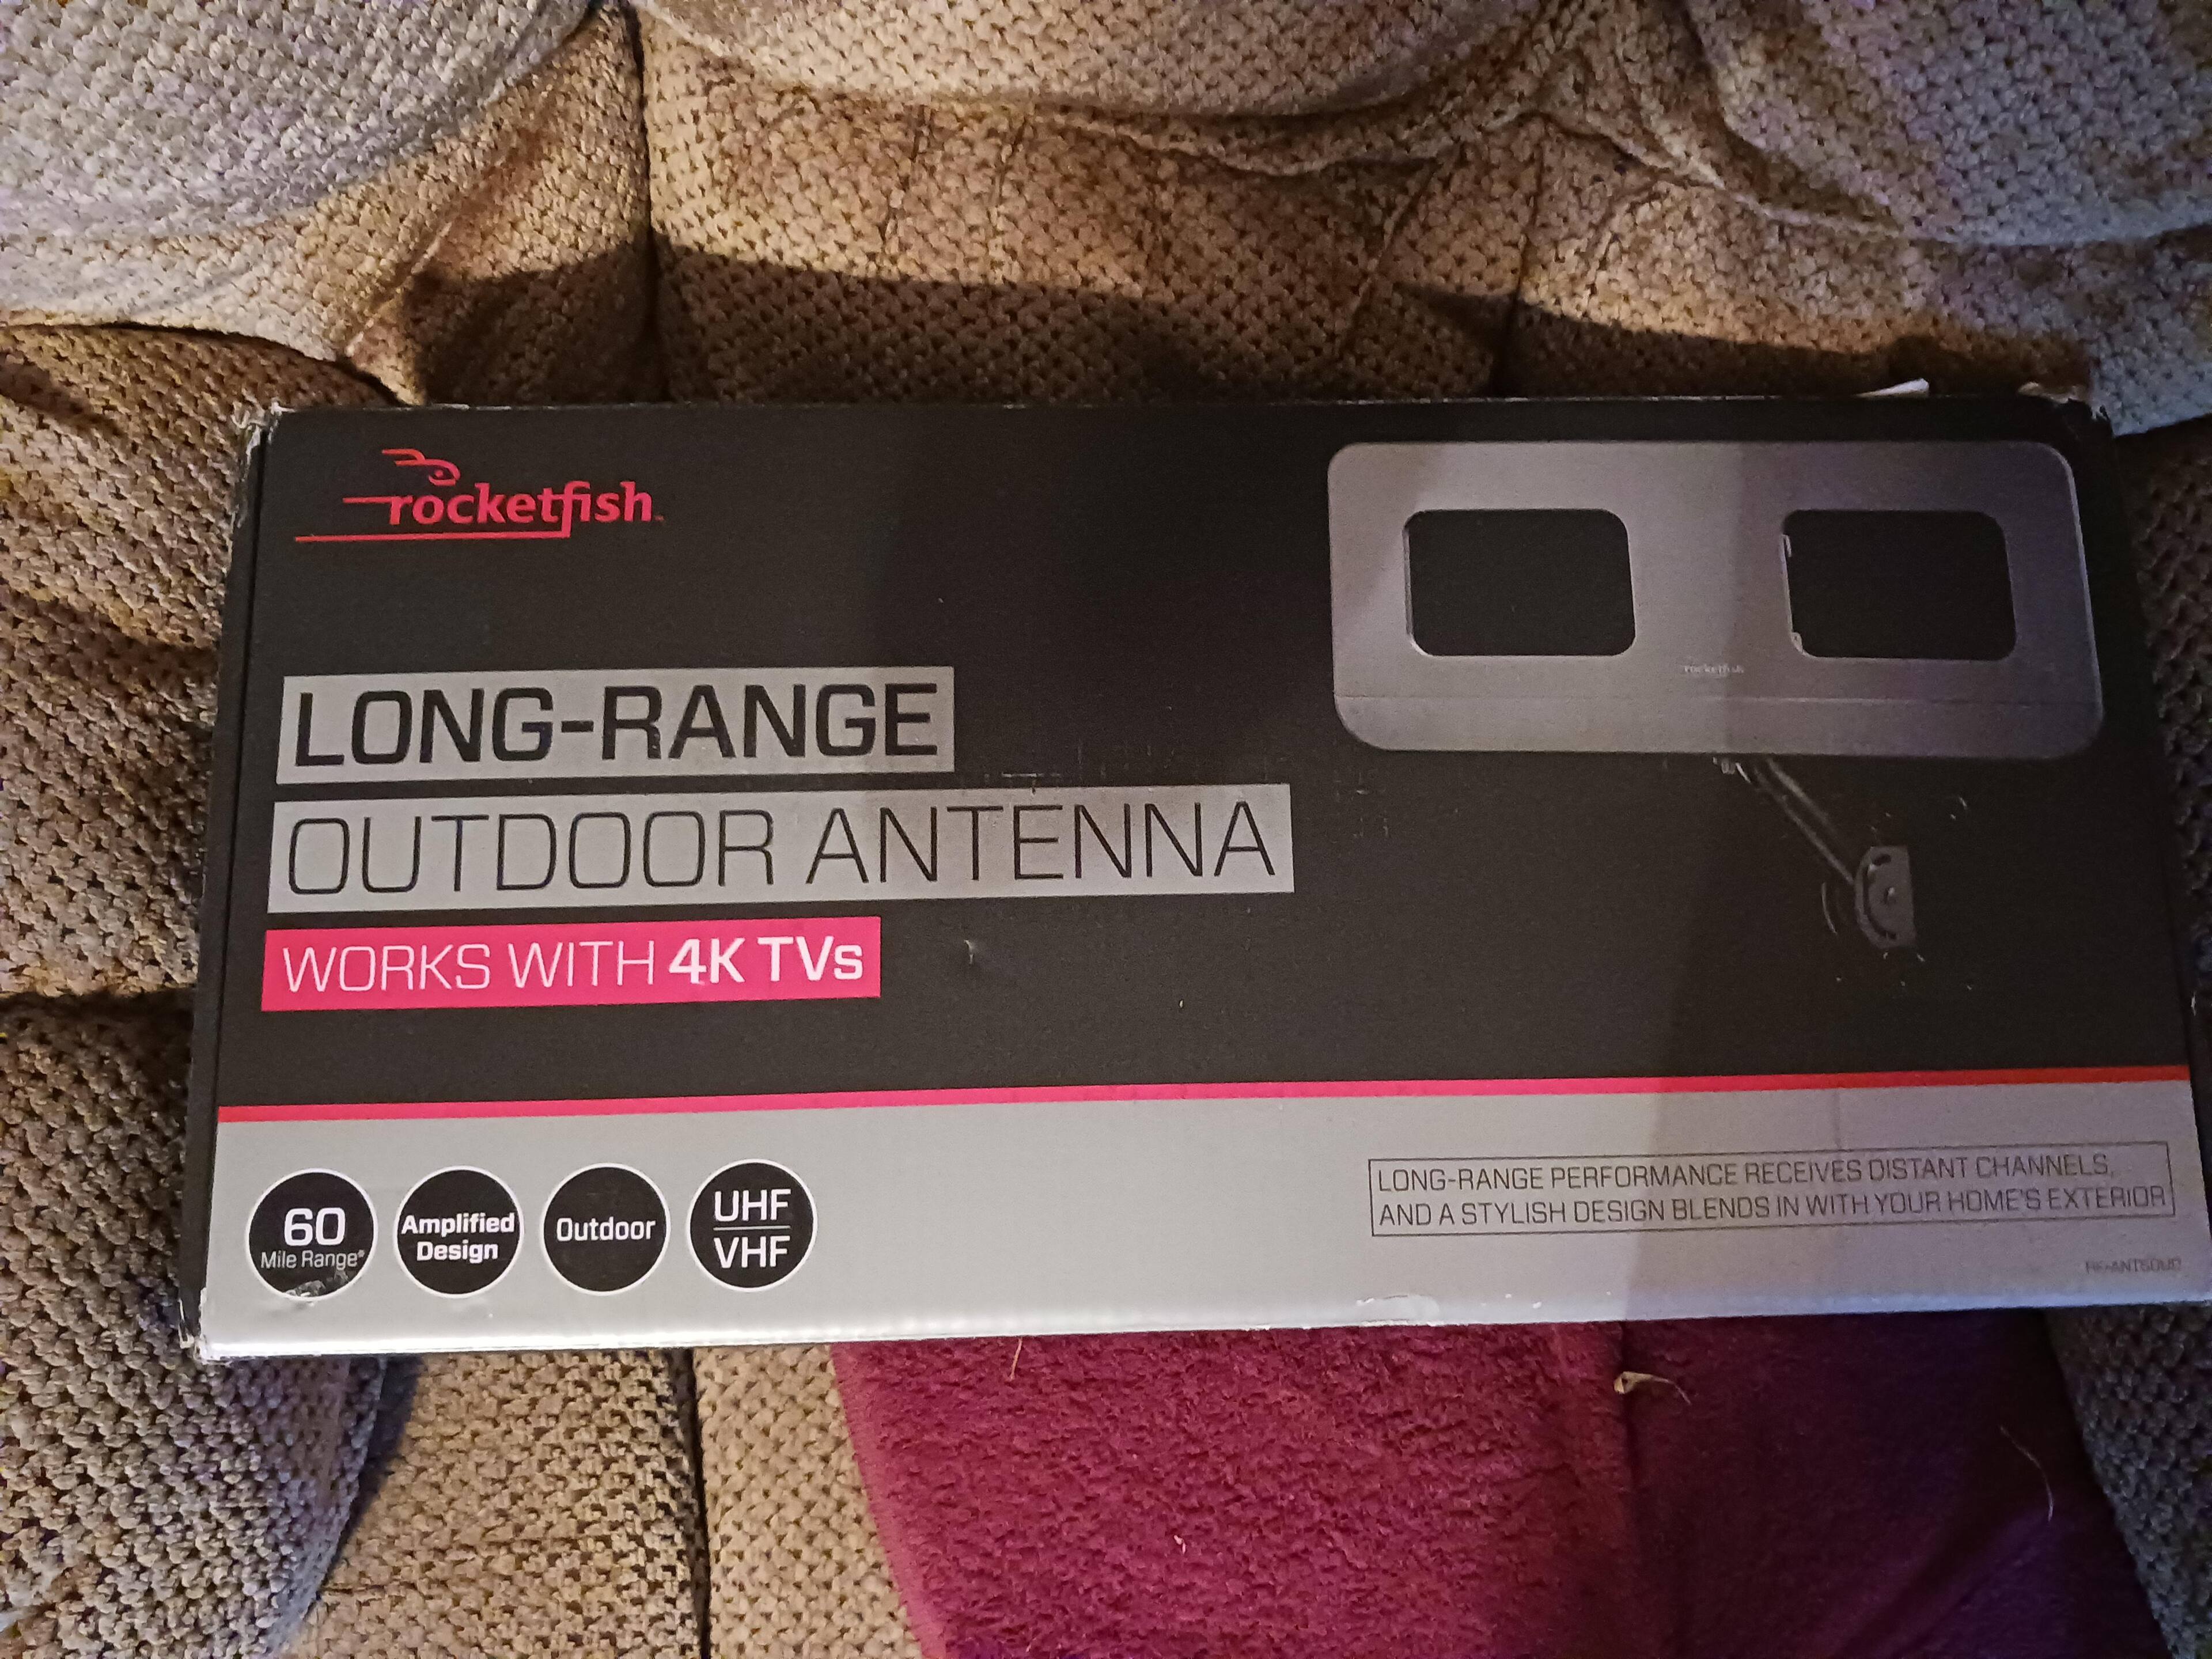 rocketfish™
rocketfish
LONG-RANGE
OUTDOOR ANTENNA
WORKS WITH 4K TVs
60
Mile Range*
Amplified
Design
Outdoor
UHF
VHF
LONG-RANGE PERFORMANCE RECEIVES DISTANT CHANNELS,
AND A STYLISH DESIGN BLENDS IN WITH YOUR HOME'S EXTERIOR